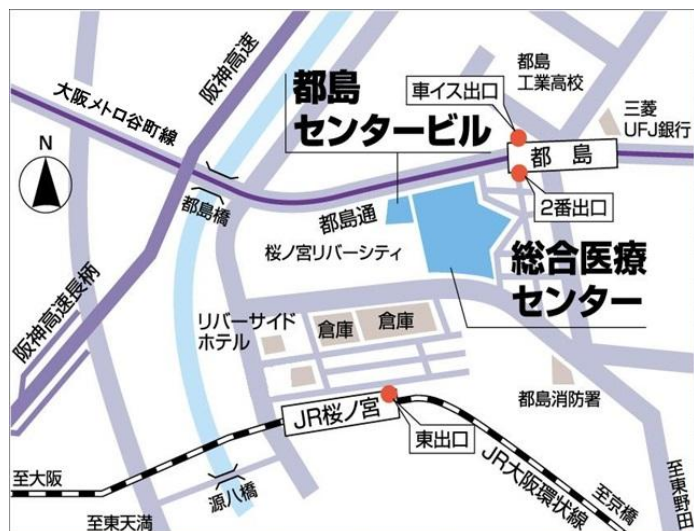 阪神高速
大阪メトロ谷町線
N
都島
センタービル
都島
工業高校
車イス出口
三菱
UFJ銀行
都島
2番出口
都島橋
都島通
桜ノ宮リバーシティ
総合医療
センター
阪神高速長柄
リバーサイド
ホテル
倉庫
倉庫
都島消防署
JR桜ノ宮
東出口
JR大阪環状線
至大阪
源八橋
至京橋
至東野田
至東天満